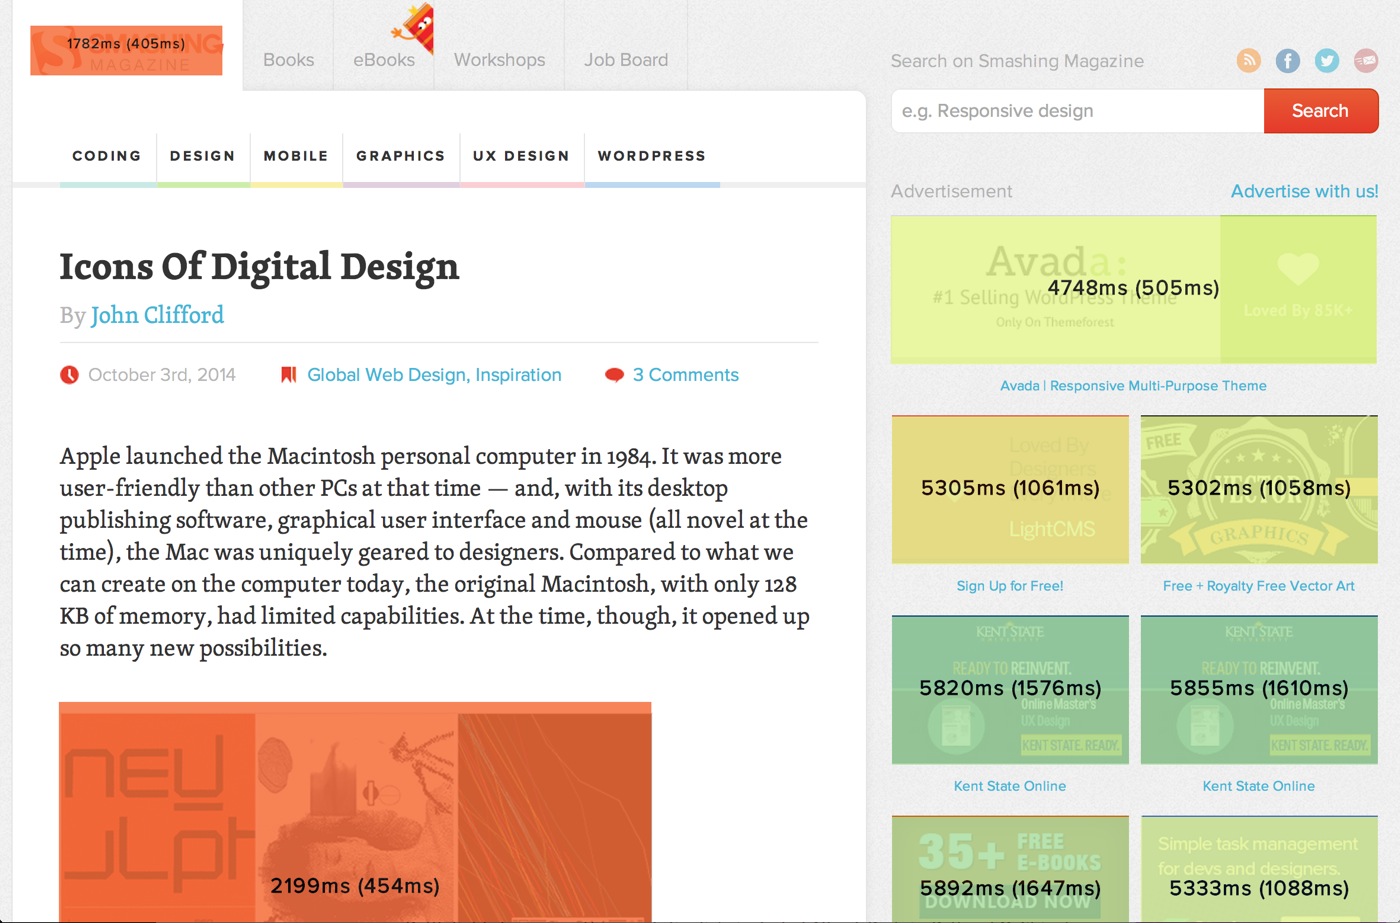 1782ms (405ms)
SMASHING
MAGAZINE
Books
eBooks
Workshops
Job Board
Search on Smashing Magazine
e.g. Responsive design
Search
CODING
DESIGN
MOBILE
GRAPHICS
UX DESIGN
WORDPRESS
Icons Of Digital Design
By John Clifford
October 3rd, 2014
Global Web Design, Inspiration
3 Comments
Apple launched the Macintosh personal computer in 1984. It was more
user-friendly than other PCs at that time — and, with its desktop
publishing software, graphical user interface and mouse (all novel at the
time), the Mac was uniquely geared to designers. Compared to what we
can create on the computer today, the original Macintosh, with only 128
KB of memory, had limited capabilities. At the time, though, it opened up
so many new possibilities.
2199ms (454ms)
Advertisement
Advertise with us!
Avada:
4748ms (505ms)
#1 Selling WordPress Theme
Only On Themeforest
Loved By 85K+
Avada | Responsive Multi-Purpose Theme
Loved By
Designers
5305ms (1061ms)
LightCMS
Sign Up for Free!
FREE
VECTOR
5302ms (1058ms)
GRAPHICS
Free + Royalty Free Vector Art
KENT STATE
READY TO REINVENT.
5820ms (1576ms)
Online Master's
UX Design
KENT STATE. READY.
Kent State Online
KENT STATE
READY TO REINVENT.
5855ms (1610ms)
Online Master's
UX Design
KENT STATE. READY.
Kent State Online
35+ FREE
E-BOOKS
5892ms (1647ms)
DOWNLOAD NOW
Simple task management
for devs and designers.
5333ms (1088ms)